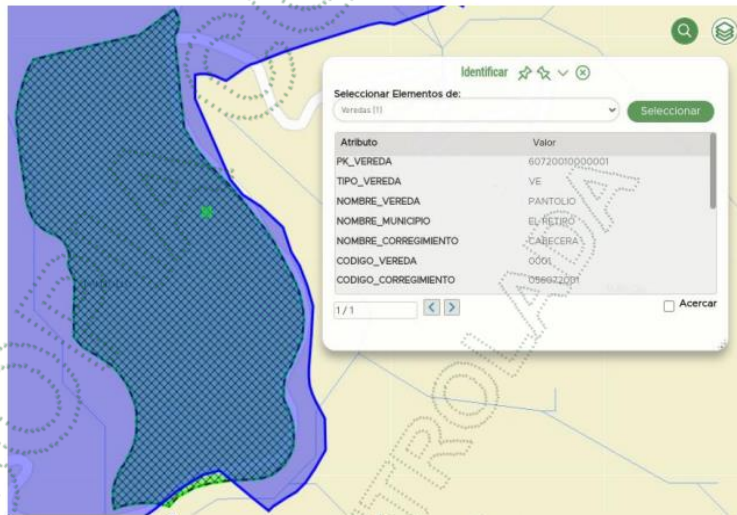 Identificar
Seleccionar Elementos de:
Veredas (1)
Seleccionar
Atributo Valor
PK_VEREDA 60720010000001
TIPO_VEREDA VE
NOMBRE_VEREDA PANTOLIO
NOMBRE_MUNICIPIO EL RETIRO
NOMBRE_CORREGIMIENTO CABECERA
CODIGO_VEREDA 0001
CODIGO_CORREGIMIENTO 056072001
1 / 1
Acercar